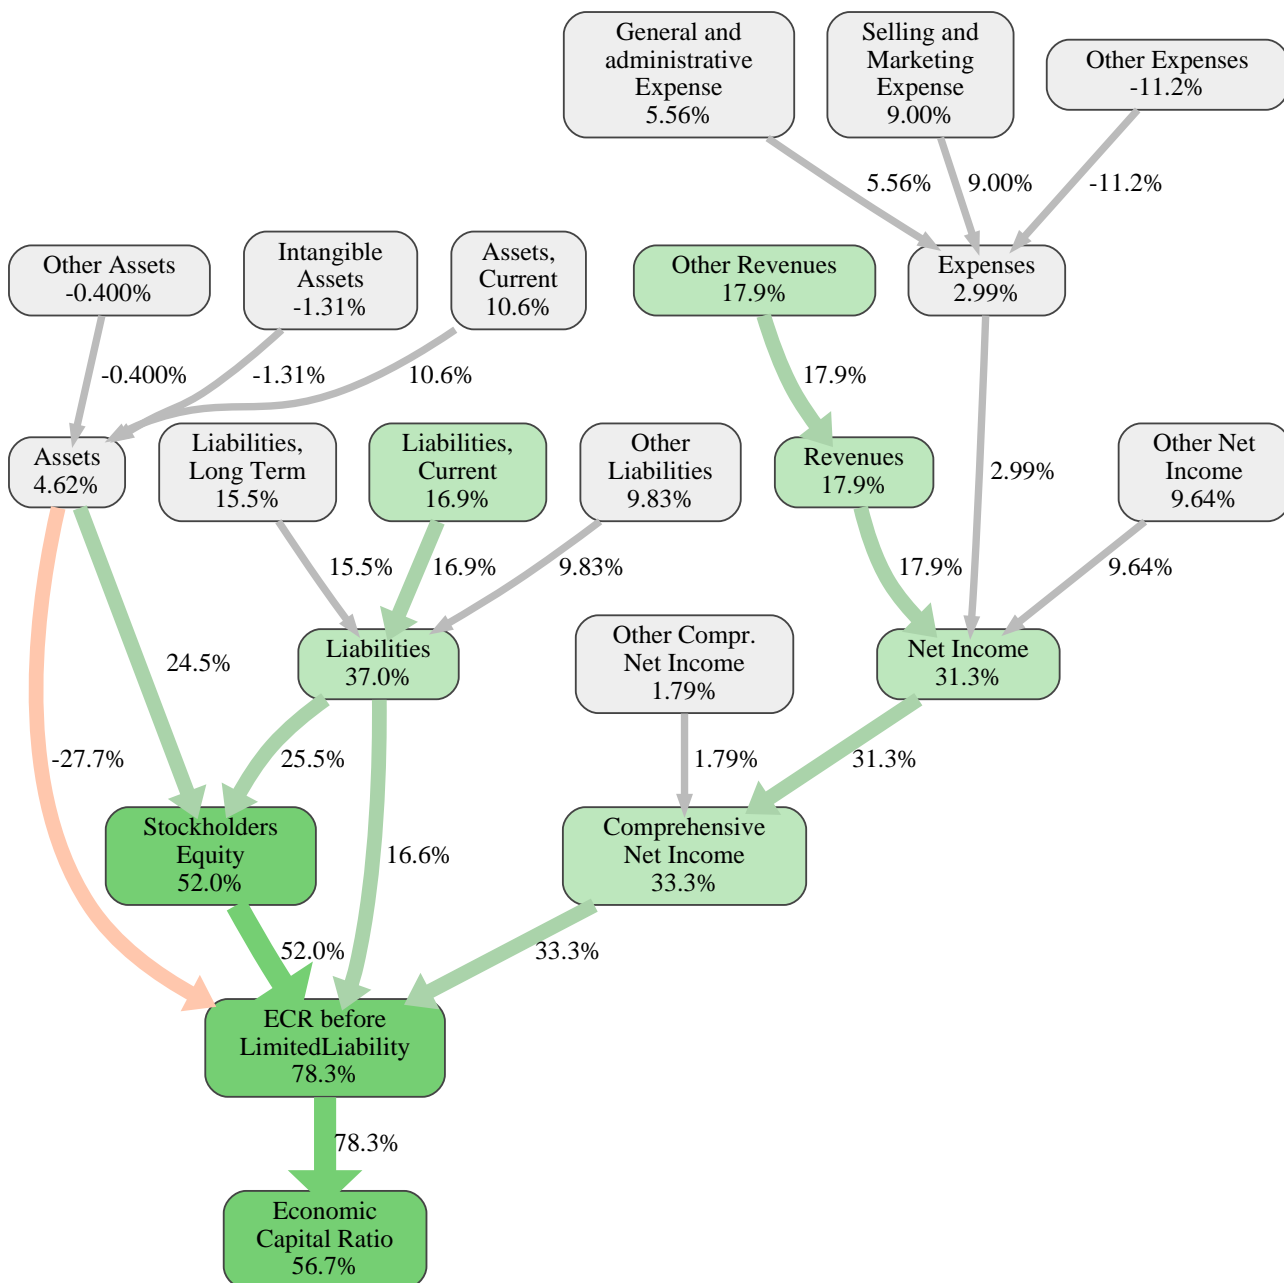 General and
administrative
Expense
5.56%
Selling and
Marketing
Expense
9.00%
Other Expenses
-11.2%
5.56%
9.00%
-11.2%
Other Assets
-0.400%
Intangible
Assets
-1.31%
Assets,
Current
10.6%
Other Revenues
17.9%
Expenses
2.99%
-0.400%
-1.31%
10.6%
17.9%
Assets
4.62%
Liabilities,
Long Term
15.5%
Liabilities,
Current
16.9%
Other
Liabilities
9.83%
Revenues
17.9%
2.99%
Other Net
Income
9.64%
15.5%
16.9%
9.83%
17.9%
9.64%
24.5%
Liabilities
37.0%
Other Compr.
Net Income
1.79%
Net Income
31.3%
-27.7%
25.5%
1.79%
31.3%
Stockholders
Equity
52.0%
16.6%
Comprehensive
Net Income
33.3%
52.0%
33.3%
ECR before
LimitedLiability
78.3%
78.3%
Economic
Capital Ratio
56.7%